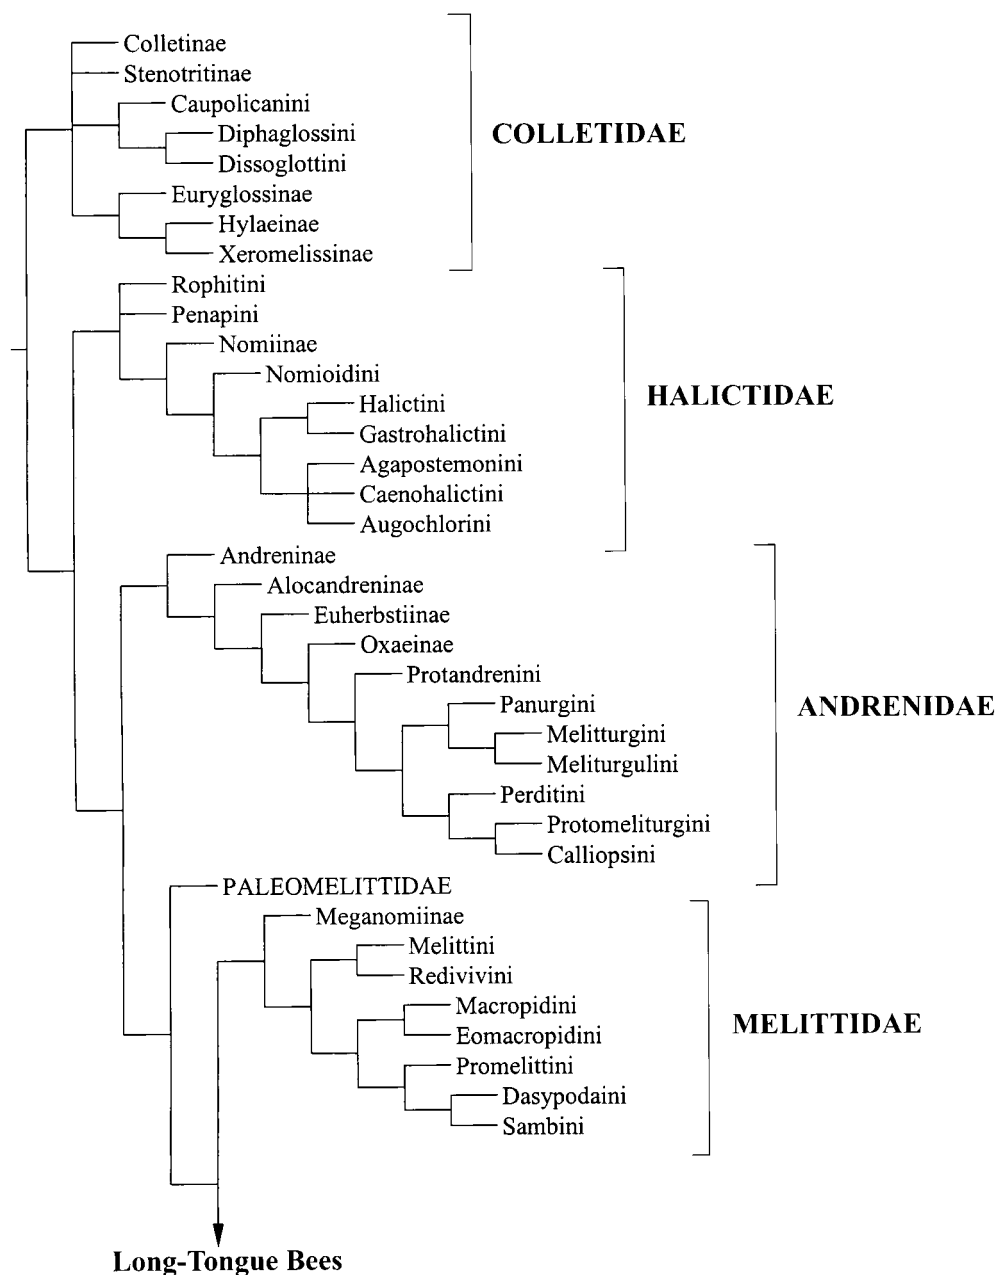 Colletinae
Stenotritinae
Caupolicanini
Diphaglossini
COLLETIDAE
Dissoglottini
Euryglossinae
Hylaeinae
Xeromelissinae
Rophitini
Penapini
Nomiinae
Nomioidini
HALICTIDAE
Halictini
Gastrohalictini
Agapostemonini
Caenohalictini
Augochlorini
Andreninae
Alocandreninae
Euherbstiinae
Oxaeinae
Protandrenini
Panurgini
ANDRENIDAE
Melitturgini
Meliturgulini
Perditini
Protomeliturgini
Calliopsini
PALEOMELITTIDAE
Meganomiinae
Melittini
Redivivini
Macropidini
MELITTIDAE
Eomacropidini
Promelittini
Dasypodaini
Sambini
Long-Tongue Bees